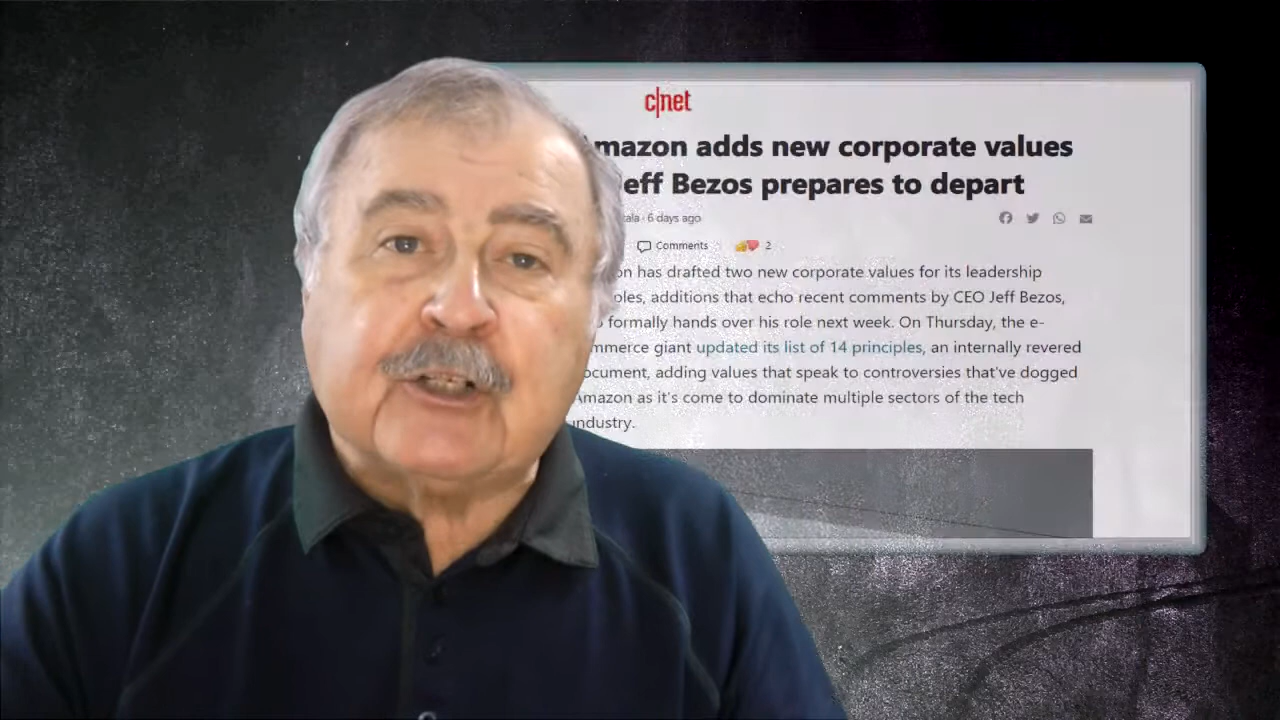 c|net
mazon adds new corporate values
eff Bezos prepares to depart
6 days ago
Comments 2
on has drafted two new corporate values for its leadership
ples, additions that echo recent comments by CEO Jeff Bezos,
formally hands over his role next week. On Thursday, the e-
mmerce giant updated its list of 14 principles, an internally revered
ocument, adding values that speak to controversies that've dogged
Amazon as it's come to dominate multiple sectors of the tech
industry.